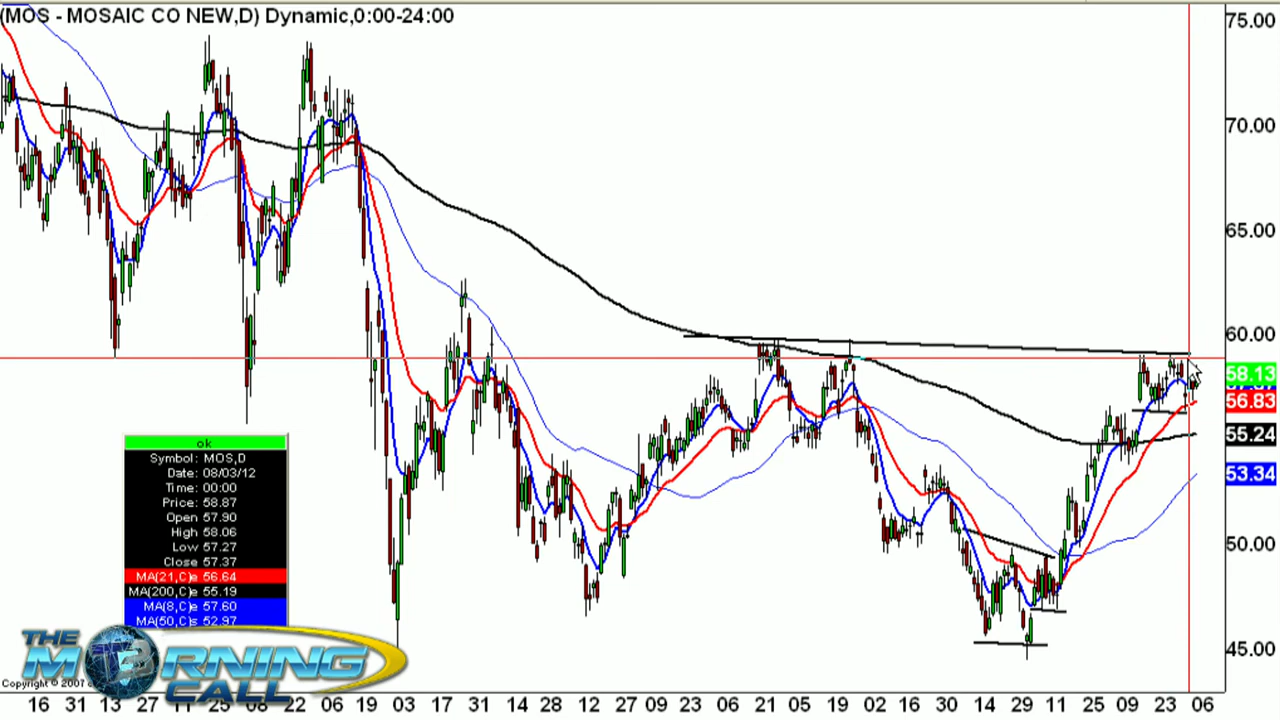 (MOS - MOSAIC CO NEW,D) Dynamic,0:00-24:00
75.00
70.00
65.00
60.00
58.13
56.83
55.24
53.34
50.00
45.00
ok
Symbol: MOS,D
Date: 08/03/12
Time: 00:00
Price: 58.87
Open 57.90
High 58.06
Low 57.27
Close 57.37
MA(21,C)e 56.64
MA(200,C)e 55.19
MA(8,C)e 57.60
MA(50,C)s 52.97
THE
MORNING
CALL
Copyright © 2007
16 31 13 27 11 25 08 22 06 19 03 17 31 14 28 12 27 09 23 06 21 05 19 02 16 30 14 29 11 25 09 23 06